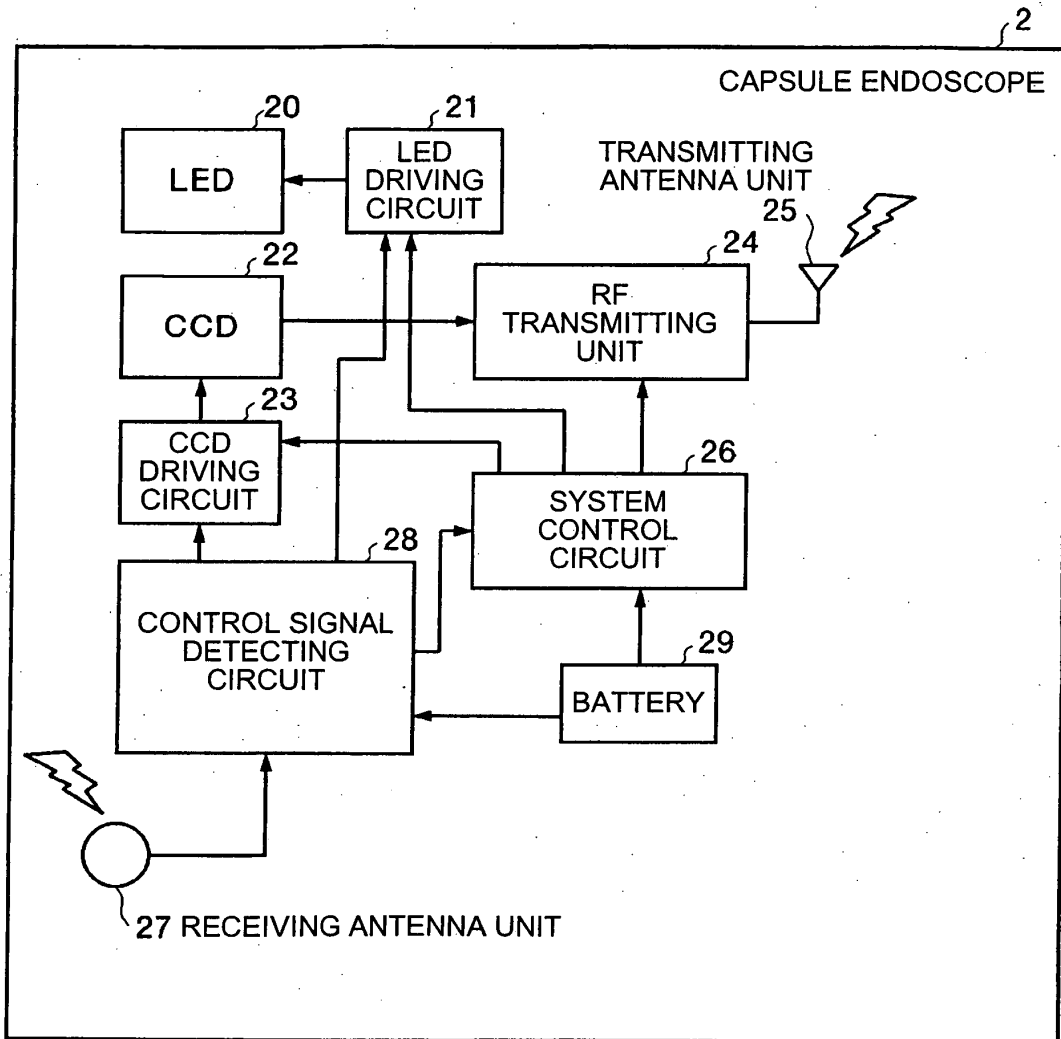 2
CAPSULE ENDOSCOPE
20
LED
21
LED
DRIVING
CIRCUIT
TRANSMITTING
ANTENNA UNIT
25
22
CCD
24
RF
TRANSMITTING
UNIT
23
CCD
DRIVING
CIRCUIT
26
SYSTEM
CONTROL
CIRCUIT
28
CONTROL SIGNAL
DETECTING
CIRCUIT
29
BATTERY
27 RECEIVING ANTENNA UNIT